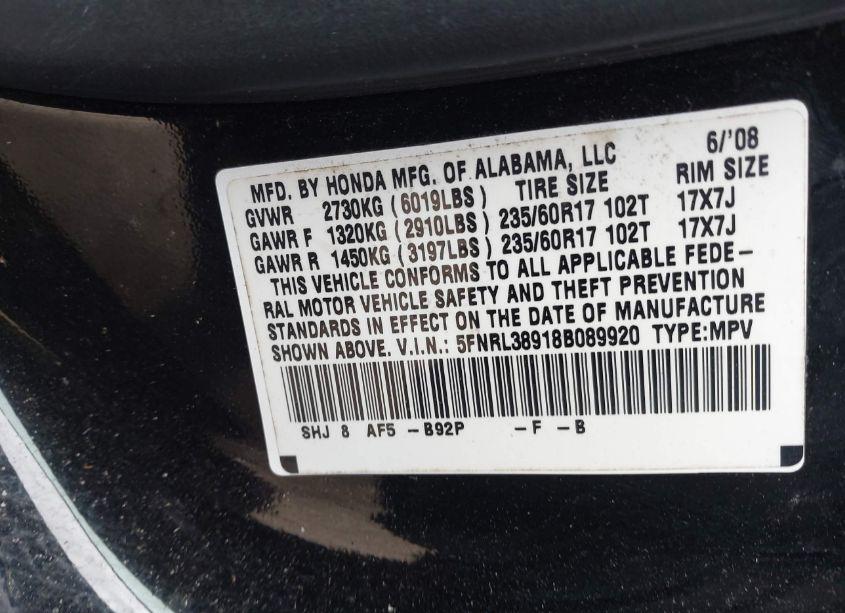 6/'08
MFD. BY HONDA MFG. OF ALABAMA, LLC
TIRE SIZE RIM SIZE
GVWR 2730KG (6019LBS)
GAWR F 1320KG (2910LBS) 235/60R17 102T 17X7J
GAWR R 1450KG (3197LBS) 235/60R17 102T 17X7J
THIS VEHICLE CONFORMS TO ALL APPLICABLE FEDE-
RAL MOTOR VEHICLE SAFETY AND THEFT PREVENTION
STANDARDS IN EFFECT ON THE DATE OF MANUFACTURE
SHOWN ABOVE. V.I.N.: 5FNRL38918B089920 TYPE:MPV
SHJ 8 AF5 -B92P -F -B